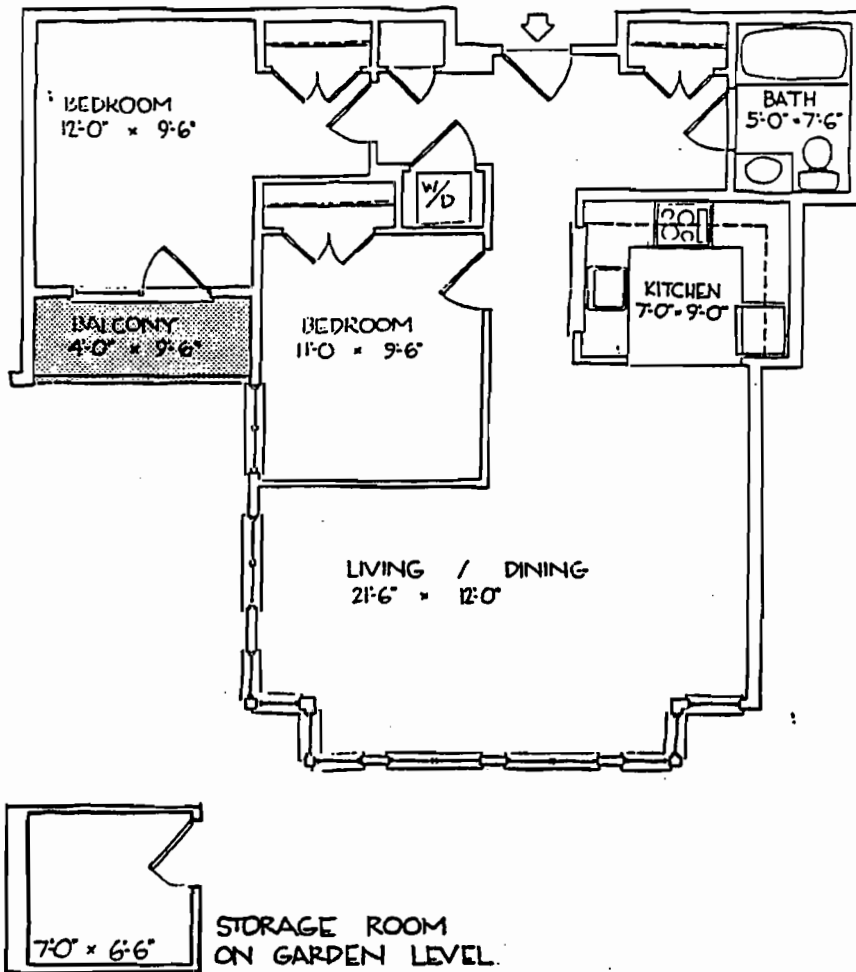 BEDROOM
12'-0" × 9'-6"
BATH
5'-0" × 7'-6"
W/D
KITCHEN
7'-0" × 9'-0"
BALCONY
4'-0" × 9'-6"
BEDROOM
11'-0 × 9'-6"
LIVING / DINING
21'-6" × 12'-0"
7'-0" × 6'-6"
STORAGE ROOM
ON GARDEN LEVEL.